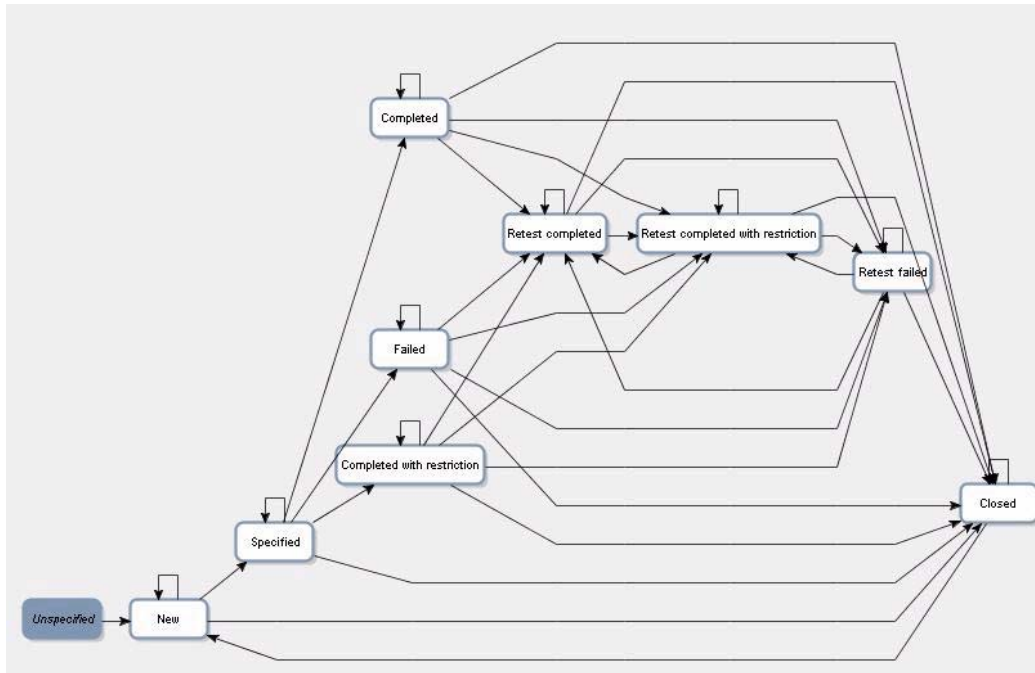 Completed
Retest completed
Retest completed with restriction
Retest failed
Failed
Completed with restriction
Closed
Specified
Unspecified
New